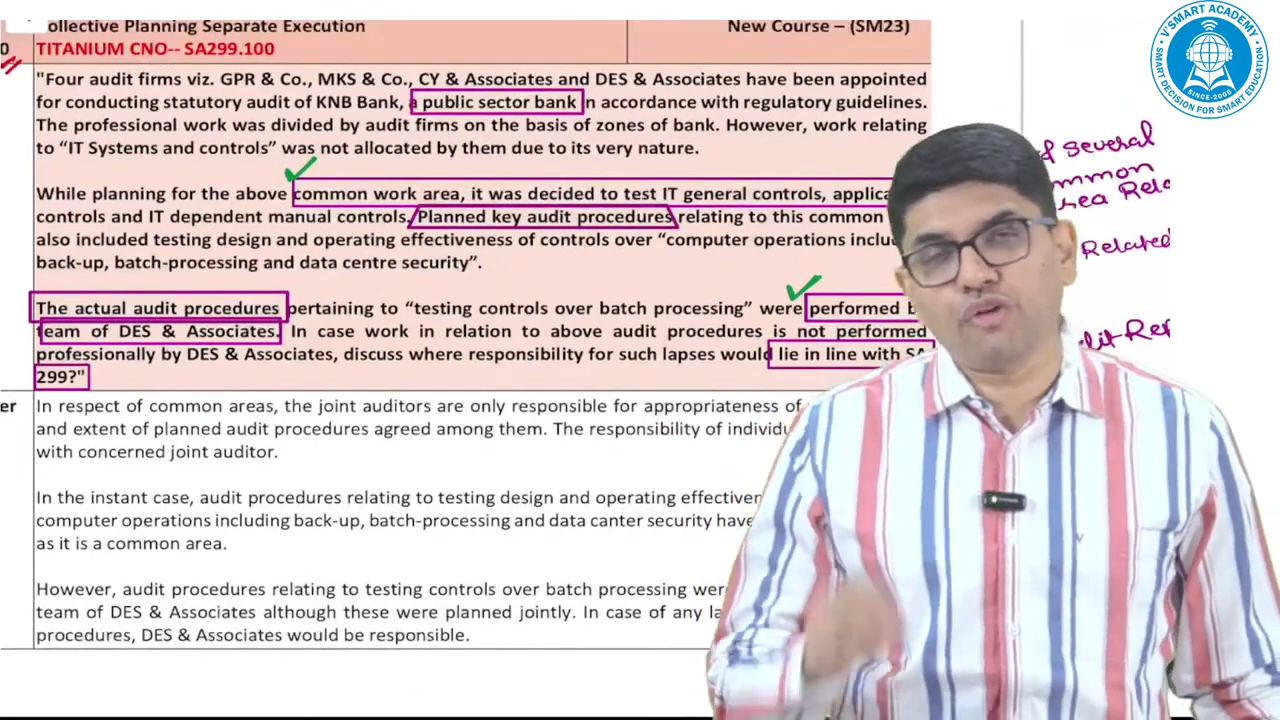 ollective Planning Separate Execution
New Course – (SM23)
0 TITANIUM CNO-- SA299.100
"Four audit firms viz. GPR & Co., MKS & Co., CY & Associates and DES & Associates have been appointed
for conducting statutory audit of KNB Bank, a public sector bank in accordance with regulatory guidelines.
The professional work was divided by audit firms on the basis of zones of bank. However, work relating
to “IT Systems and controls” was not allocated by them due to its very nature.
While planning for the above common work area, it was decided to test IT general controls, applica
controls and IT dependent manual controls. Planned key audit procedures relating to this common
also included testing design and operating effectiveness of controls over “computer operations inclu
back-up, batch-processing and data centre security”.
The actual audit procedures pertaining to “testing controls over batch processing” were performed b
team of DES & Associates. In case work in relation to above audit procedures is not performed
professionally by DES & Associates, discuss where responsibility for such lapses would lie in line with SA
299?"
er In respect of common areas, the joint auditors are only responsible for appropriateness of
and extent of planned audit procedures agreed among them. The responsibility of individ
with concerned joint auditor.
In the instant case, audit procedures relating to testing design and operating effectiven
computer operations including back-up, batch-processing and data canter security have
as it is a common area.
However, audit procedures relating to testing controls over batch processing wer
team of DES & Associates although these were planned jointly. In case of any la
procedures, DES & Associates would be responsible.
f several
mmon
rea Rela
Related
dit Rep
V'SMART ACADEMY
SINCE-2005
SMART DECISION FOR SMART EDUCATION